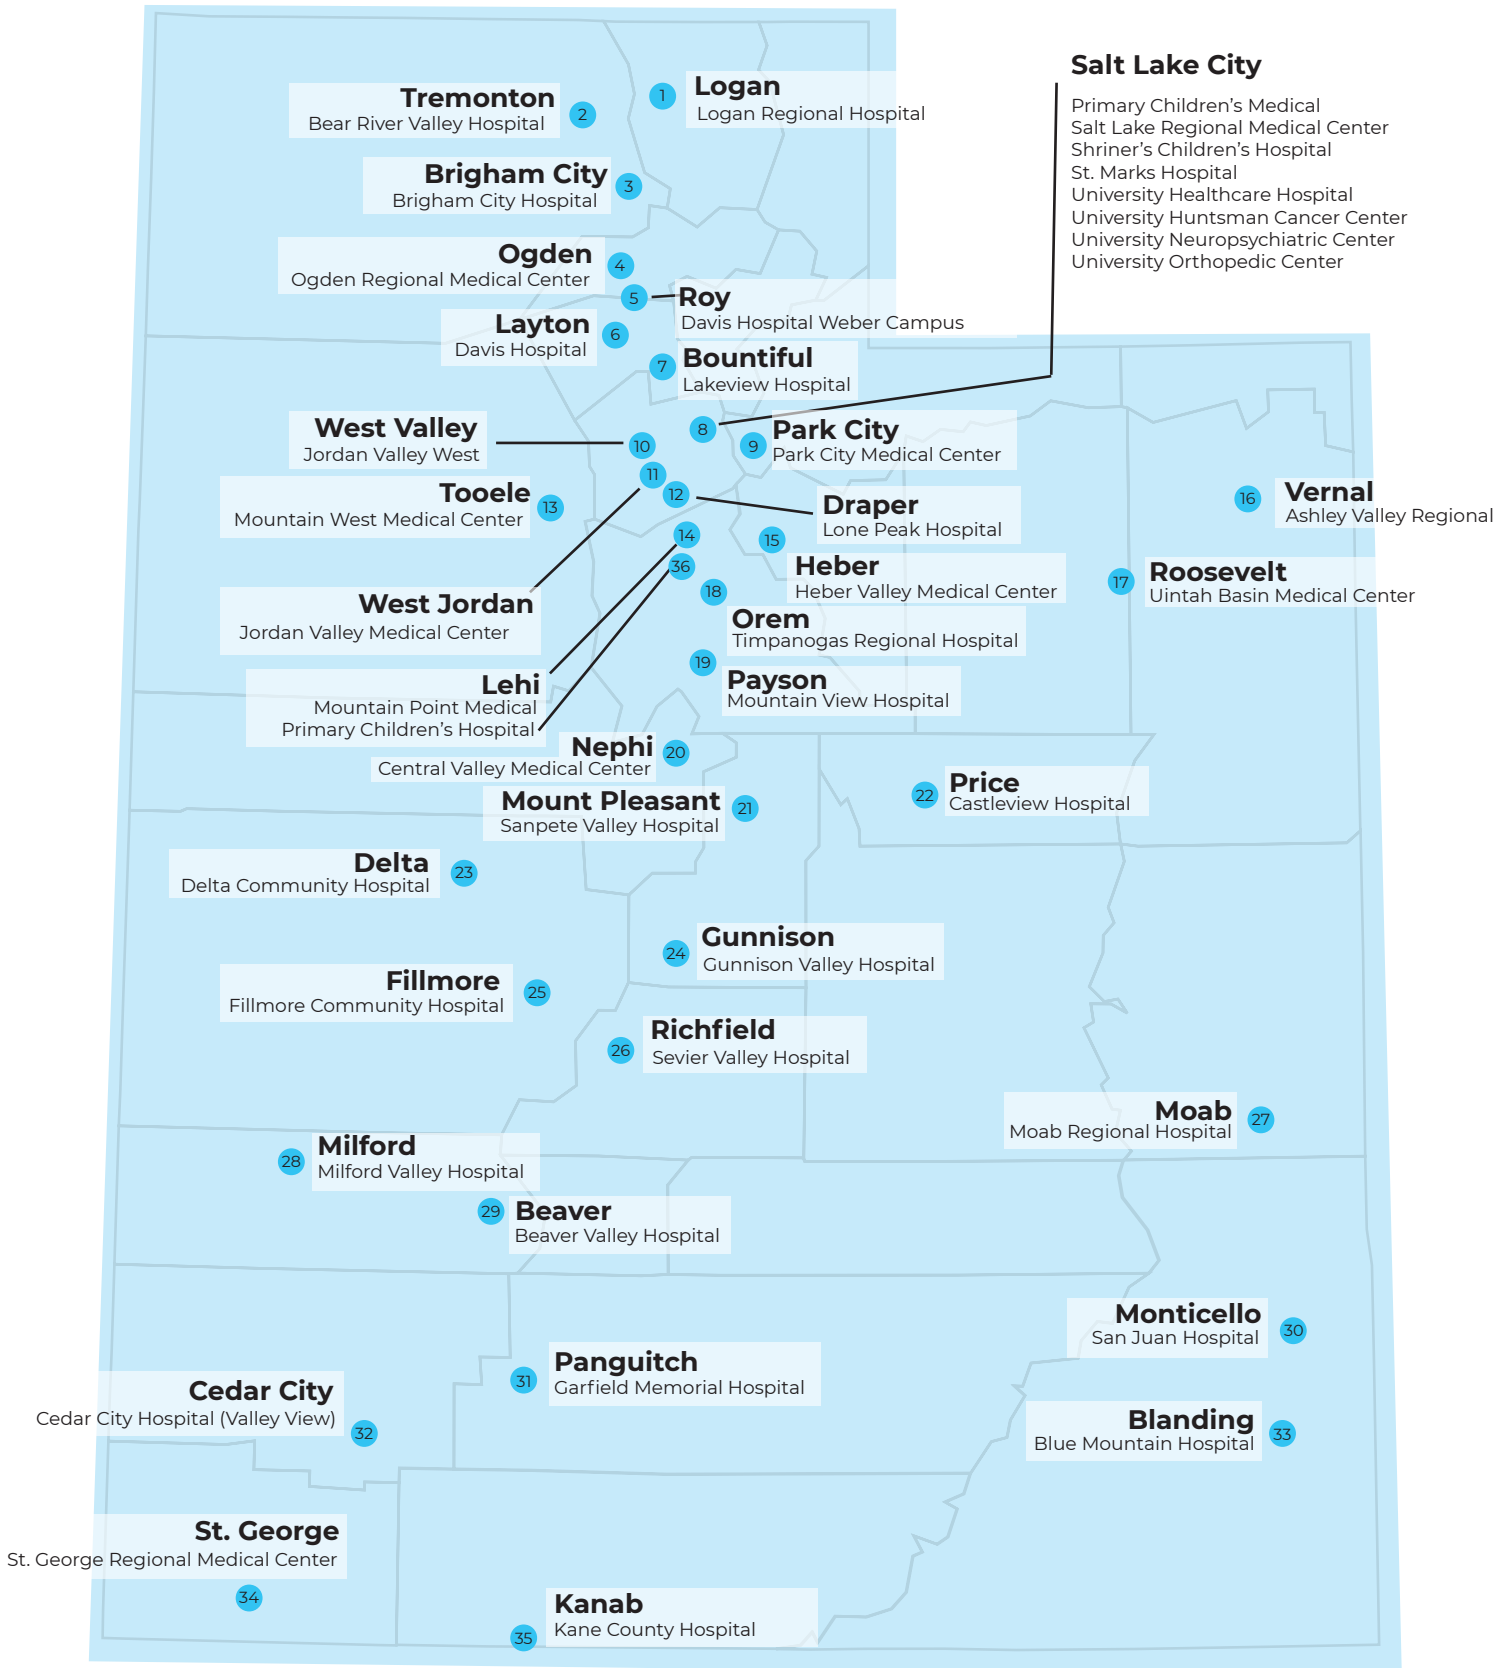 Salt Lake City
Primary Children's Medical
Salt Lake Regional Medical Center
Shriner's Children's Hospital
St. Marks Hospital
University Healthcare Hospital
University Huntsman Cancer Center
University Neuropsychiatric Center
University Orthopedic Center
1
Logan
Logan Regional Hospital
Tremonton
Bear River Valley Hospital
2
Brigham City
Brigham City Hospital
3
Ogden
Ogden Regional Medical Center
4
5
Roy
Davis Hospital Weber Campus
Layton
Davis Hospital
6
7
Bountiful
Lakeview Hospital
8
West Valley
Jordan Valley West
10
9
Park City
Park City Medical Center
11
12
Tooele
Mountain West Medical Center
13
Draper
Lone Peak Hospital
16
Vernal
Ashley Valley Regional
14
15
Heber
Heber Valley Medical Center
36
17
Roosevelt
Uintah Basin Medical Center
West Jordan
Jordan Valley Medical Center
18
Orem
Timpanogas Regional Hospital
19
Payson
Mountain View Hospital
Lehi
Mountain Point Medical
Primary Children's Hospital
Nephi
Central Valley Medical Center
20
Mount Pleasant
Sanpete Valley Hospital
21
22
Price
Castleview Hospital
Delta
Delta Community Hospital
23
24
Gunnison
Gunnison Valley Hospital
Fillmore
Fillmore Community Hospital
25
26
Richfield
Sevier Valley Hospital
Moab
Moab Regional Hospital
27
28
Milford
Milford Valley Hospital
29
Beaver
Beaver Valley Hospital
Monticello
San Juan Hospital
30
31
Panguitch
Garfield Memorial Hospital
Cedar City
Cedar City Hospital (Valley View)
32
Blanding
Blue Mountain Hospital
33
St. George
St. George Regional Medical Center
34
35
Kanab
Kane County Hospital